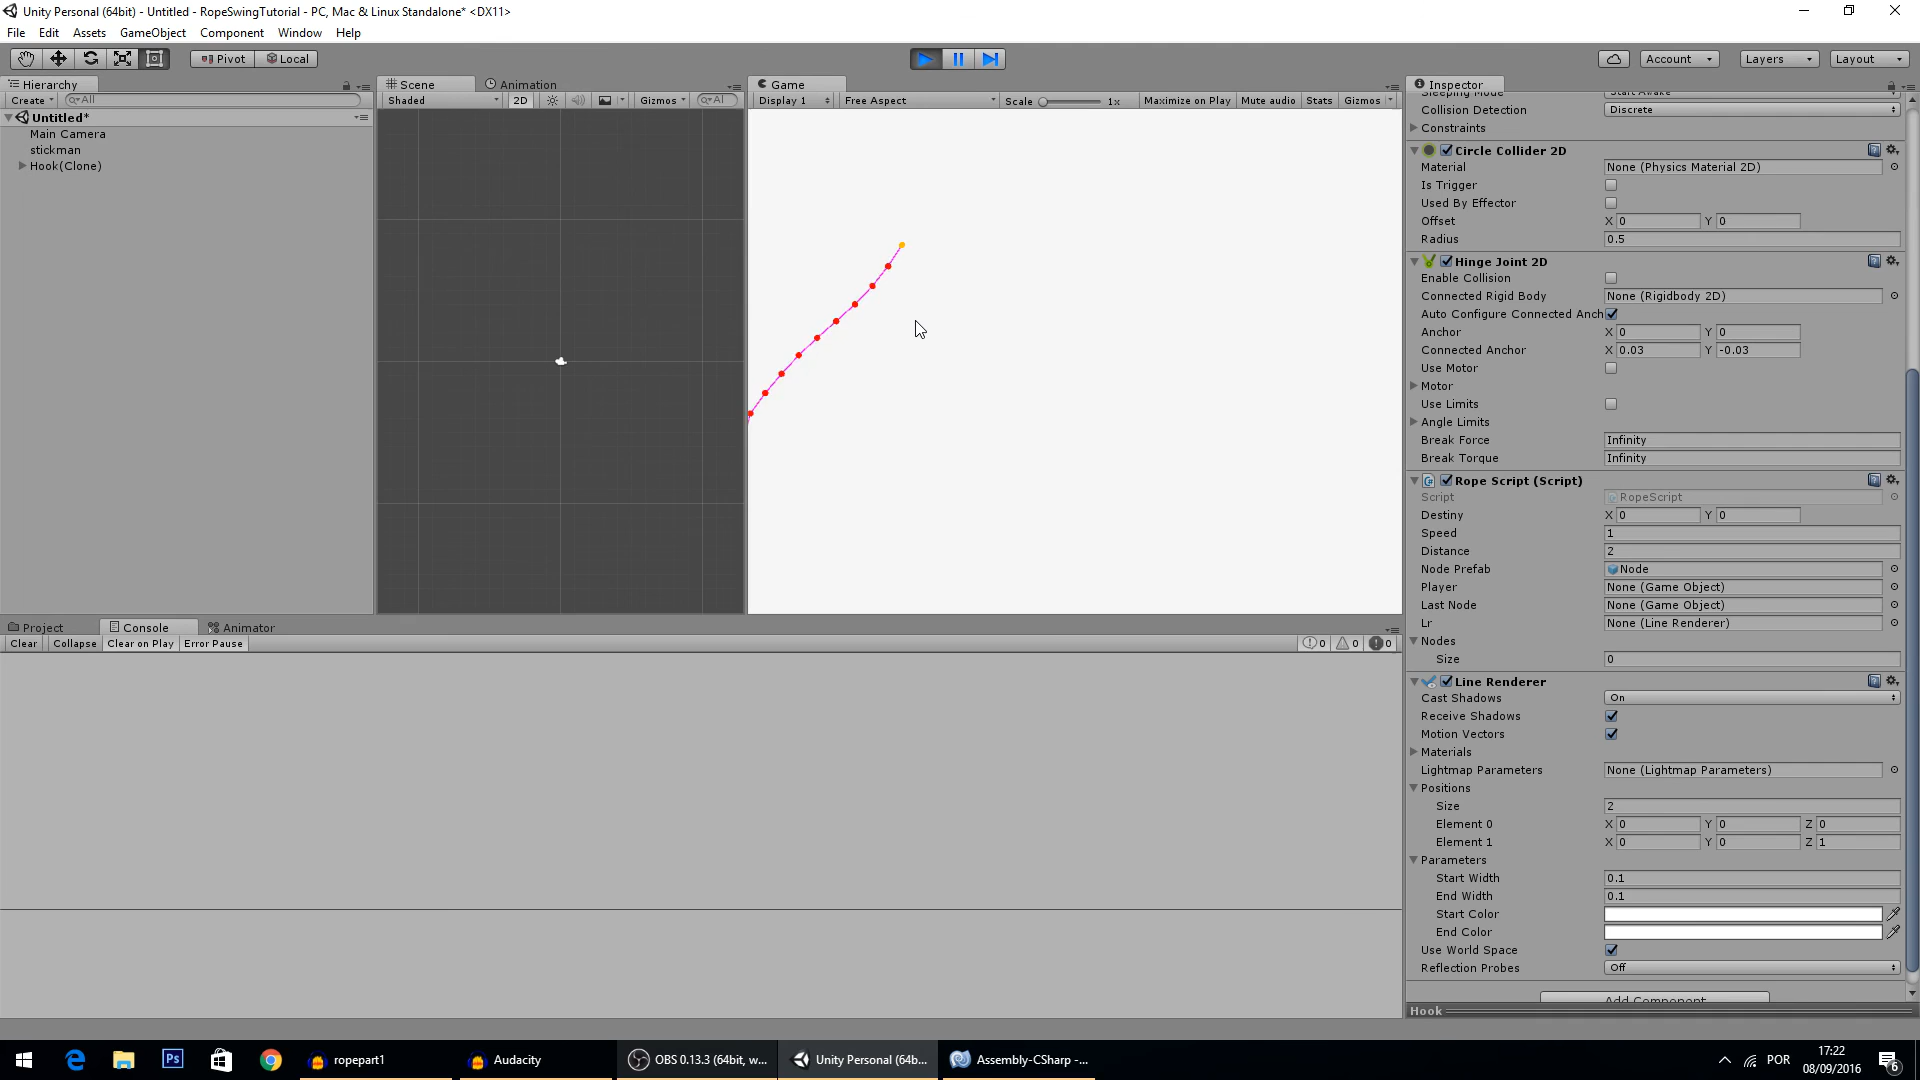 Unity Personal (64bit) - Untitled - RopeSwingTutorial - PC, Mac & Linux Standalone* <DX11>
File Edit Assets GameObject Component Window Help
Pivot Local Account Layers Layout
Hierarchy Scene Animation Game Inspector
Create All Shaded 2D Gizmos Al Display 1 Free Aspect Scale 1x Maximize on Play Mute audio Stats Gizmos
Untitled*
Main Camera
stickman
Hook(Clone)
Collision Detection Discrete
Constraints
Circle Collider 2D
Material None (Physics Material 2D)
Is Trigger
Used By Effector
Offset X 0 Y 0
Radius 0.5
Hinge Joint 2D
Enable Collision
Connected Rigid Body None (Rigidbody 2D)
Auto Configure Connected Anch
Anchor X 0 Y 0
Connected Anchor X 0.03 Y -0.03
Use Motor
Motor
Use Limits
Angle Limits
Break Force Infinity
Break Torque Infinity
Rope Script (Script)
Script RopeScript
Destiny X 0 Y 0
Speed 1
Distance 2
Node Prefab Node
Player None (Game Object)
Last Node None (Game Object)
Lr None (Line Renderer)
Nodes
Size 0
Line Renderer
Cast Shadows On
Receive Shadows
Motion Vectors
Materials
Lightmap Parameters None (Lightmap Parameters)
Positions
Size 2
Element 0 X 0 Y 0 Z 0
Element 1 X 0 Y 0 Z 1
Parameters
Start Width 0.1
End Width 0.1
Start Color
End Color
Use World Space
Reflection Probes Off
Add Component
Hook
Project Console Animator
Clear Collapse Clear on Play Error Pause 0 0 0
Ps ropepart1 Audacity OBS 0.13.3 (64bit, w... Unity Personal (64b... Assembly-CSharp -... POR 17:22
08/09/2016 6